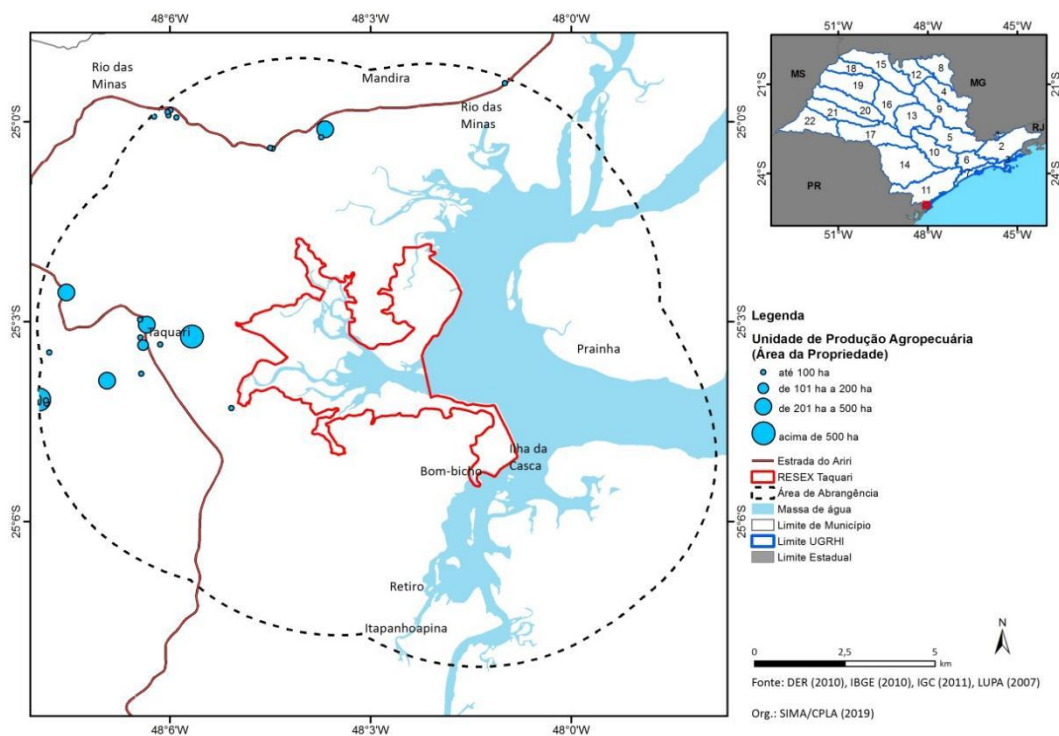 48°6'W 48°3'W 48°0'W
25°0'S
25°3'S
25°6'S
Rio das
Minas
Mandira
Rio das
Minas
Taquari
Prainha
Ilha da
Casca
Bom-bicho
Retiro
Itapanhoapina
25°0'S
25°3'S
25°6'S
48°6'W 48°3'W 48°0'W
51°W 48°W 45°W
21°S
24°S
MS
MG
RJ
PR
18
15
8
12
19
4
16
9
22
21
20
13
17
5
2
10
6
14
11
21°S
24°S
51°W 48°W 45°W
Legenda
Unidade de Produção Agropecuária
(Área da Propriedade)
até 100 ha
de 101 ha a 200 ha
de 201 ha a 500 ha
acima de 500 ha
Estrada do Ariri
RESEX Taquari
Área de Abrangência
Massa de água
Limite de Município
Limite UGRHI
Limite Estadual
N
0 2,5 5
km
Fonte: DER (2010), IBGE (2010), IGC (2011), LUPA (2007)
Org.: SIMA/CPLA (2019)